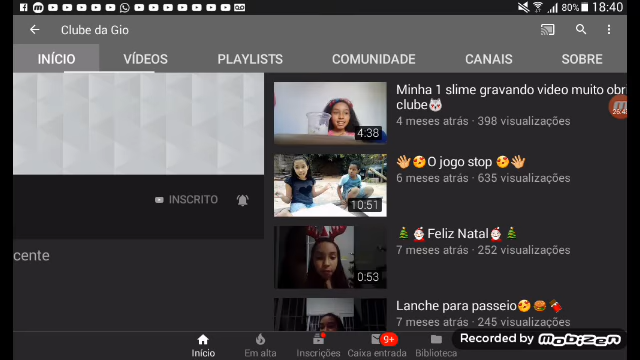 80% 18:40
Clube da Gio
INÍCIO VÍDEOS PLAYLISTS COMUNIDADE CANAIS SOBRE
INSCRITO
cente
4:38
Minha 1 slime gravando video muito obr
clube
4 meses atrás · 398 visualizações
10:51
O jogo stop
6 meses atrás · 635 visualizações
0:53
Feliz Natal
7 meses atrás · 252 visualizações
Lanche para passeio
7 meses atrás · 245 visualizações
9+
Início Em alta Inscrições Caixa entrada Biblioteca
Recorded by MOBIZEN